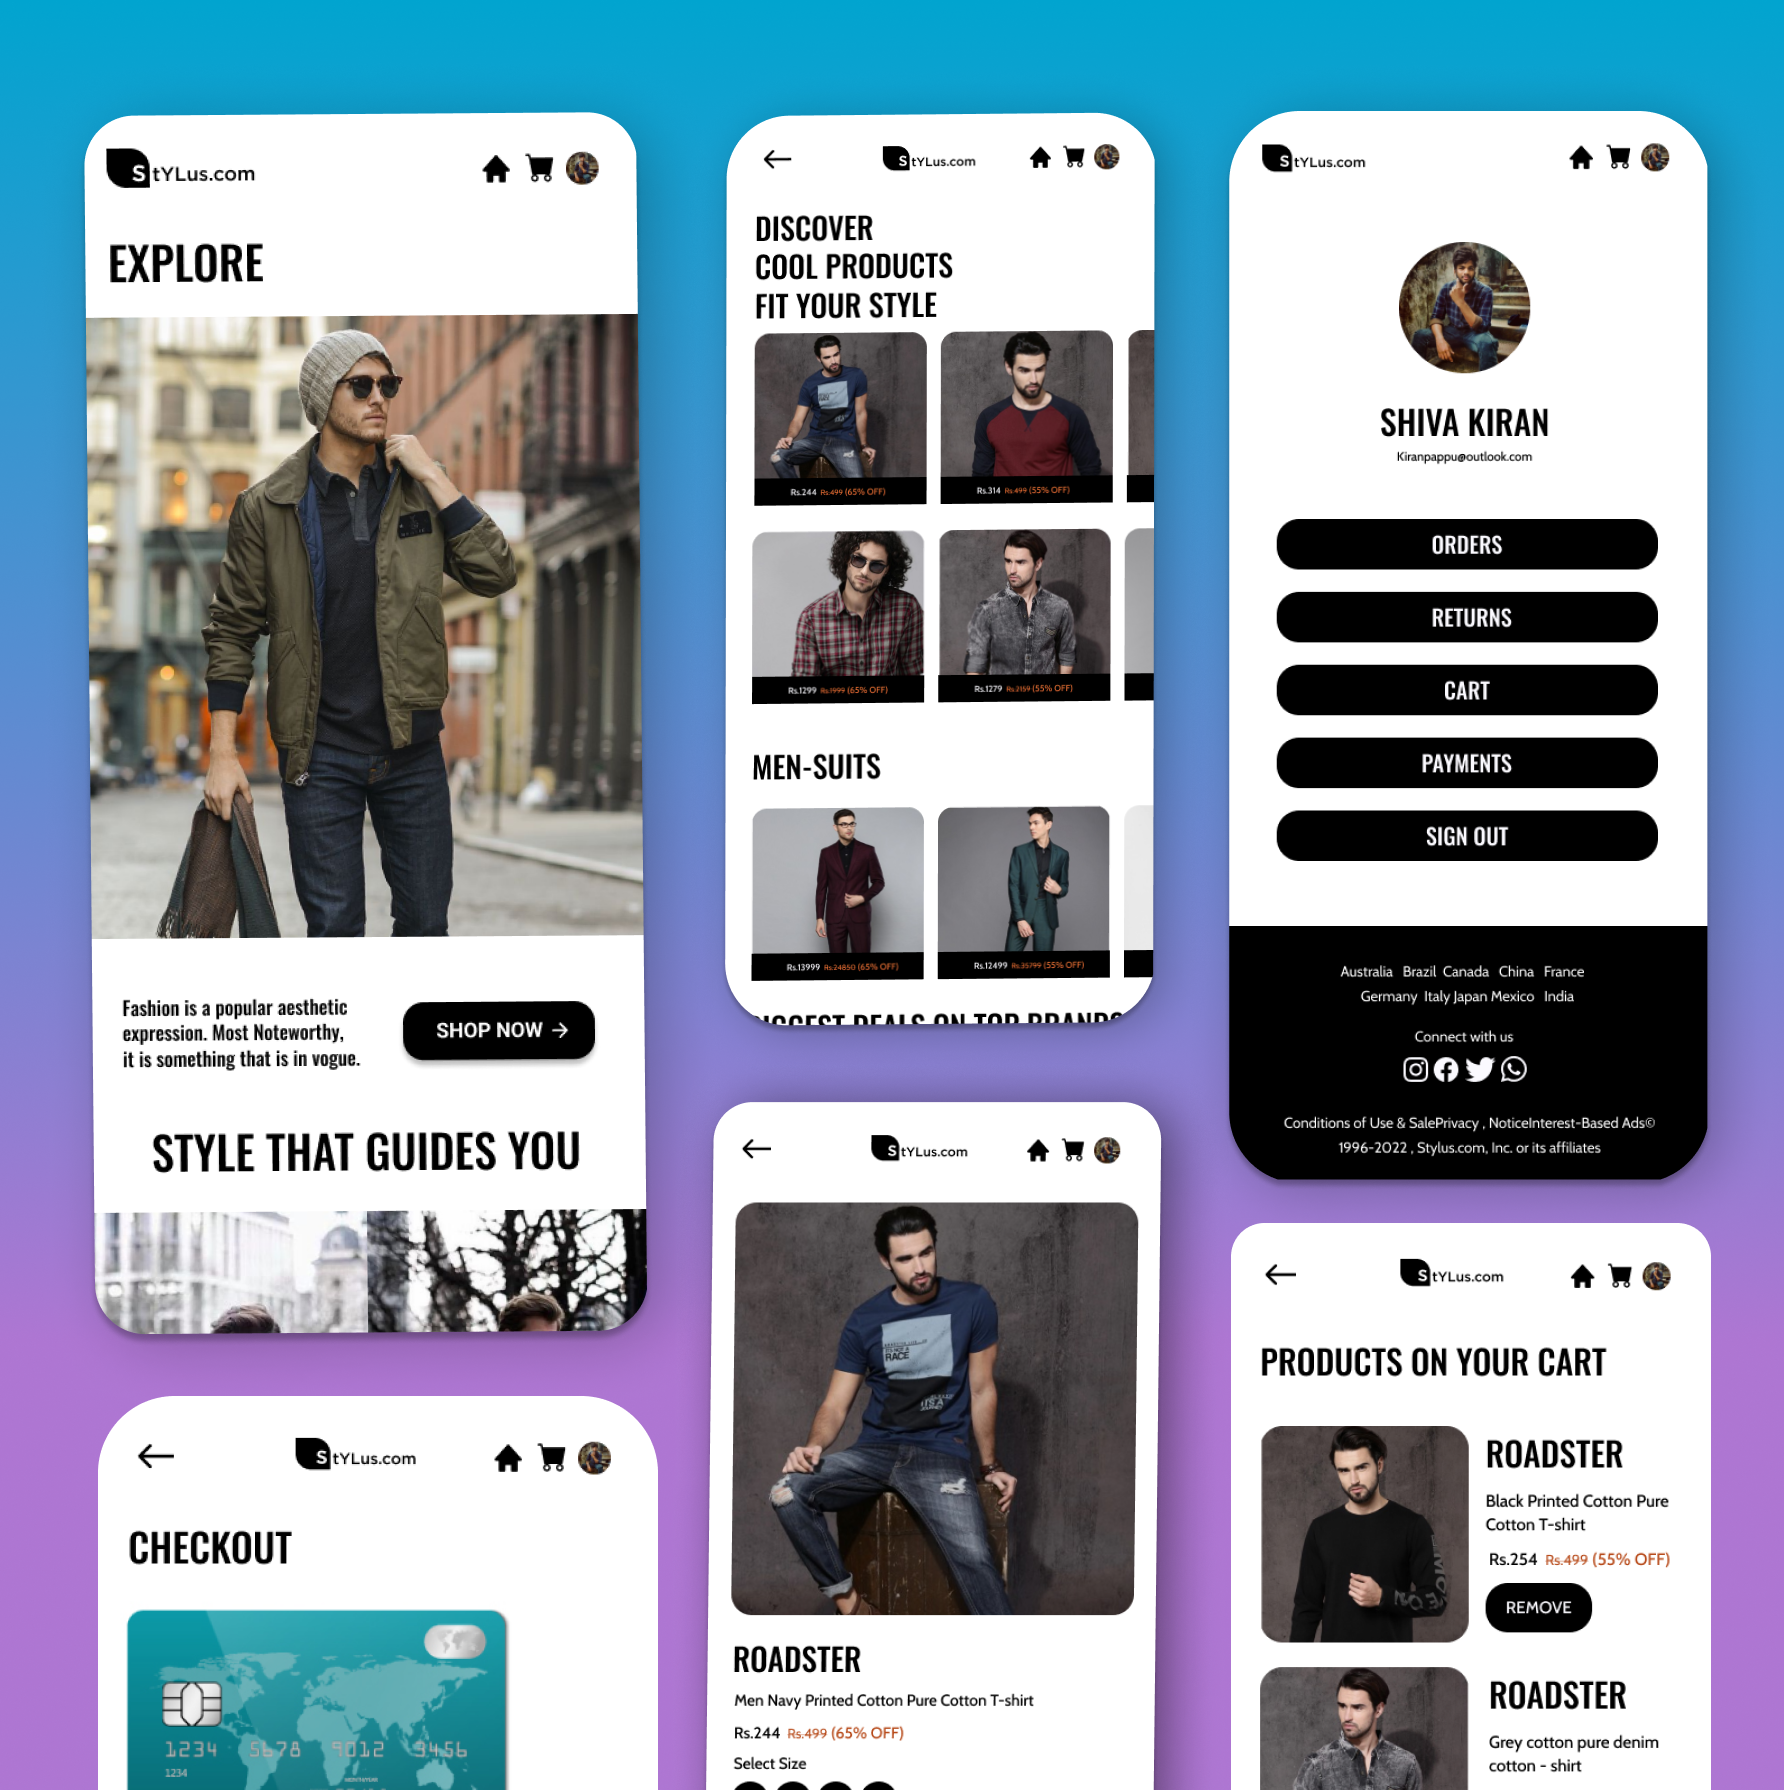 StYLus.com
EXPLORE
Fashion is a popular aesthetic
expression. Most Noteworthy,
it is something that is in vogue.
SHOP NOW →
STYLE THAT GUIDES YOU
StYLus.com
DISCOVER
COOL PRODUCTS
FIT YOUR STYLE
Rs.244 Rs.499 (65% OFF)
Rs.314 Rs.499 (55% OFF)
Rs.1299 Rs.1999 (65% OFF)
Rs.1279 Rs.2159 (55% OFF)
MEN-SUITS
Rs.13999 Rs.24850 (65% OFF)
Rs.12499 Rs.35799 (55% OFF)
BIGGEST DEALS ON TOP BRANDS
StYLus.com
SHIVA KIRAN
Kiranpappu@outlook.com
ORDERS
RETURNS
CART
PAYMENTS
SIGN OUT
Australia Brazil Canada China France
Germany Italy Japan Mexico India
Connect with us
Conditions of Use & SalePrivacy , NoticeInterest-Based Ads©
1996-2022 , Stylus.com, Inc. or its affiliates
StYLus.com
CHECKOUT
1234 5678 9012 3456
1234
StYLus.com
RACE
IT'S A
ROADSTER
Men Navy Printed Cotton Pure Cotton T-shirt
Rs.244 Rs.499 (65% OFF)
Select Size
StYLus.com
PRODUCTS ON YOUR CART
ROADSTER
Black Printed Cotton Pure
Cotton T-shirt
Rs.254 Rs.499 (55% OFF)
REMOVE
ROADSTER
Grey cotton pure denim
cotton - shirt